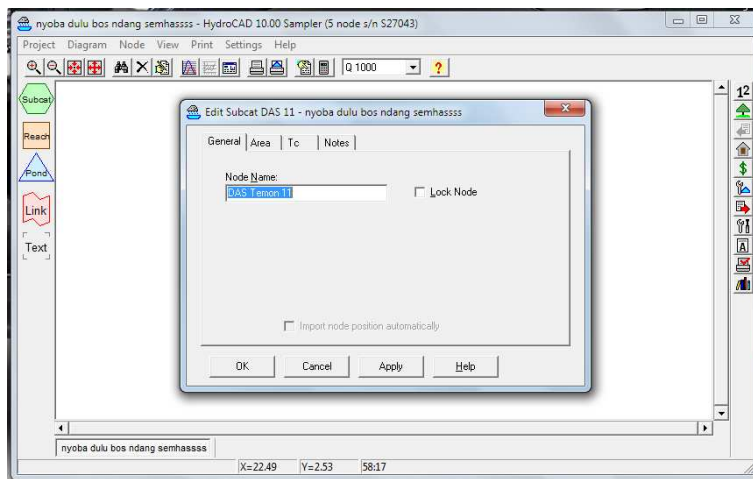 nyoba dulu bos ndang semhassss - HydroCAD 10.00 Sampler (5 node s/n S27043)
Project Diagram Node View Print Settings Help
Q 1000
?
Subcat
Reach
Pond
Link
Text
12
$
A
Edit Subcat DAS 11 - nyoba dulu bos ndang semhassss
General Area Tc Notes
Node Name:
DAS Temon 11
Lock Node
Import node position automatically
OK Cancel Apply Help
nyoba dulu bos ndang semhassss
X=22.49 Y=2.53 58:17